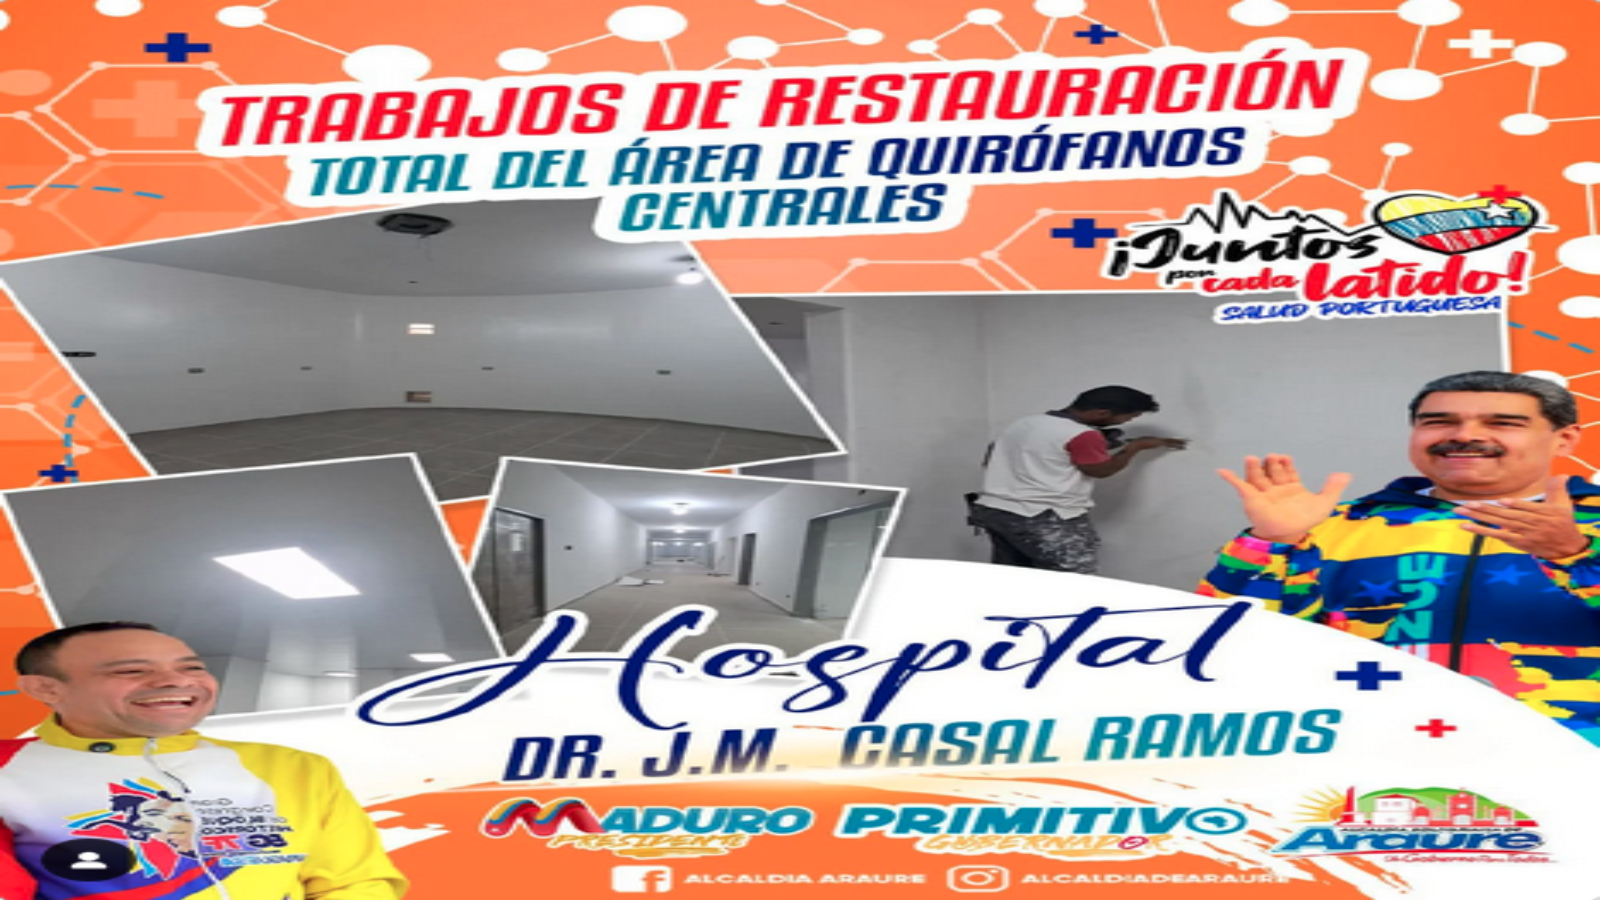 TRABAJOS DE RESTAURACIÓN
TOTAL DEL ÁREA DE QUIRÓFANOS
CENTRALES
¡Juntos
por cada latido!
SALUD PORTUGUESA
Hospital
DR. J.M. CASAL RAMOS
MADURO PRIMITIVO
PRESIDENTE GOBERNADOR
Araure
ALCALDIA ARAURE ALCALDIADEARAURE